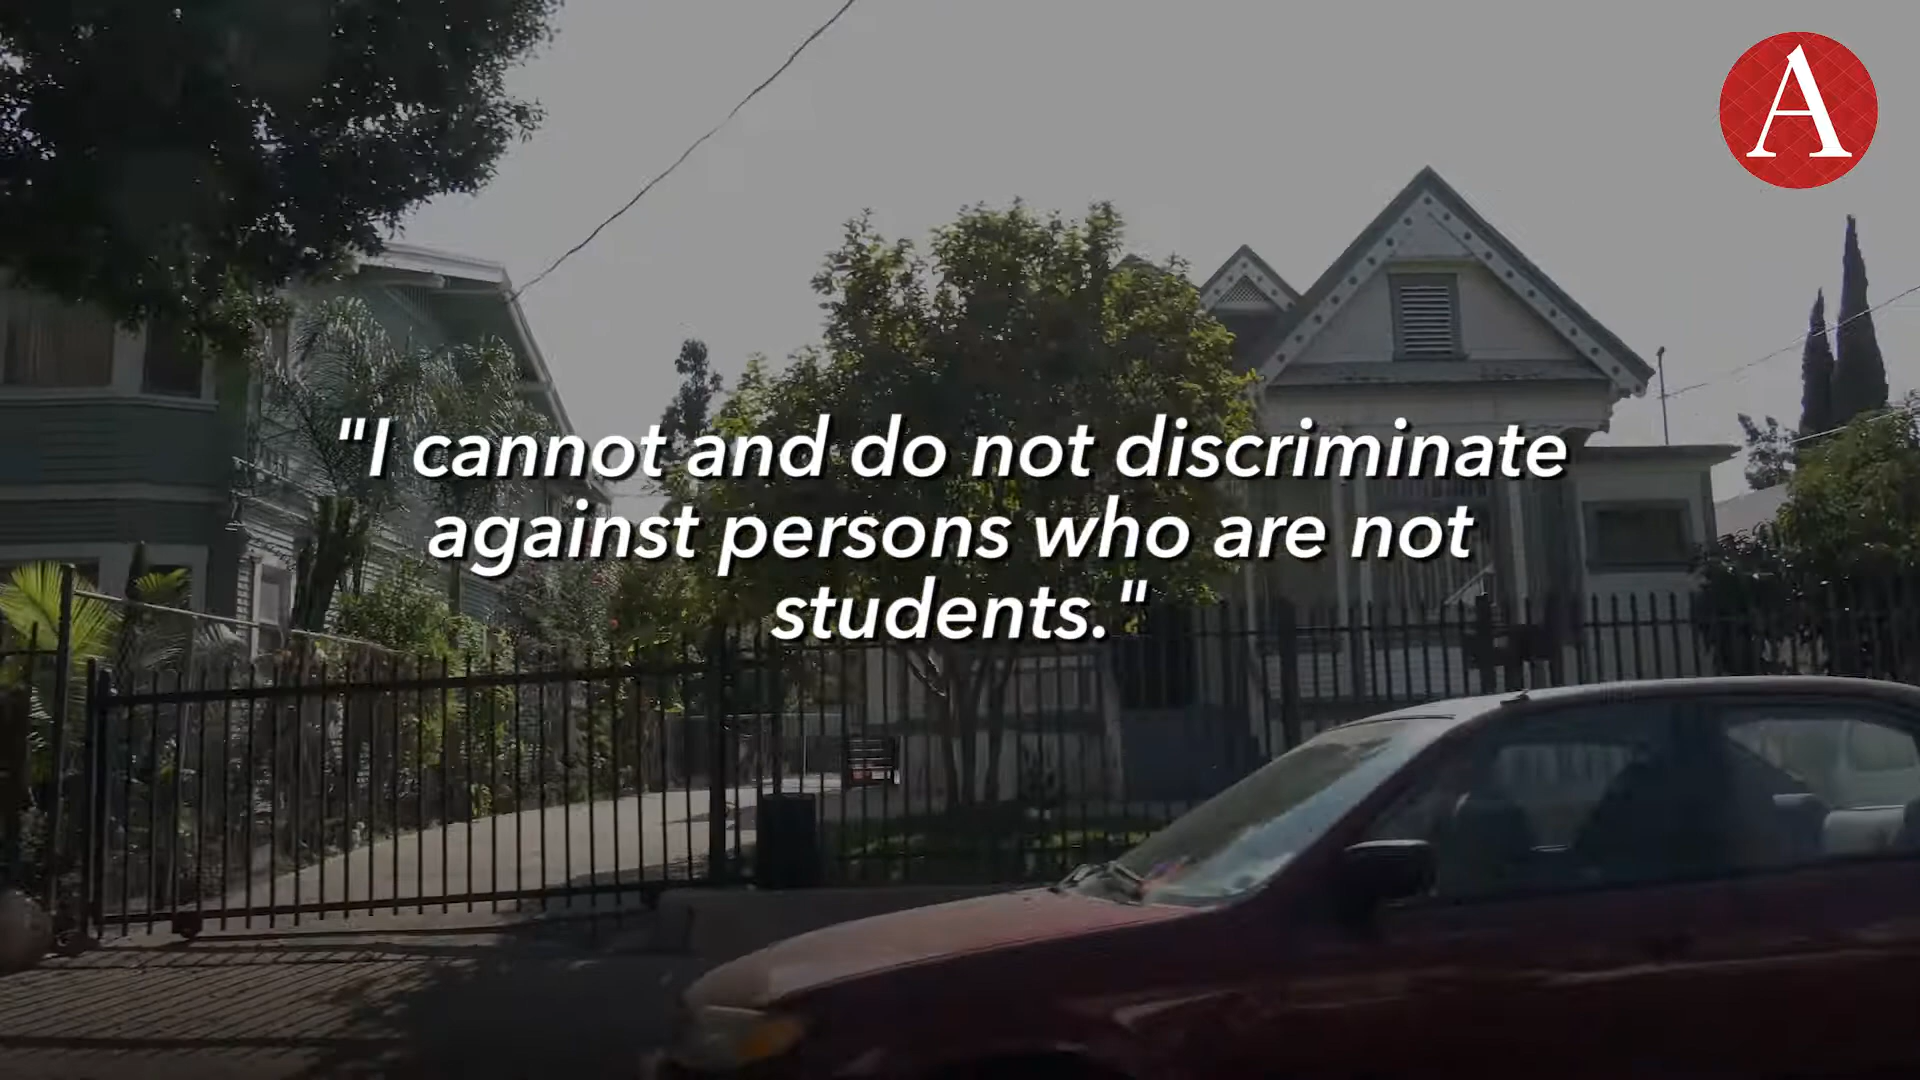 A
"I cannot and do not discriminate
against persons who are not
students."